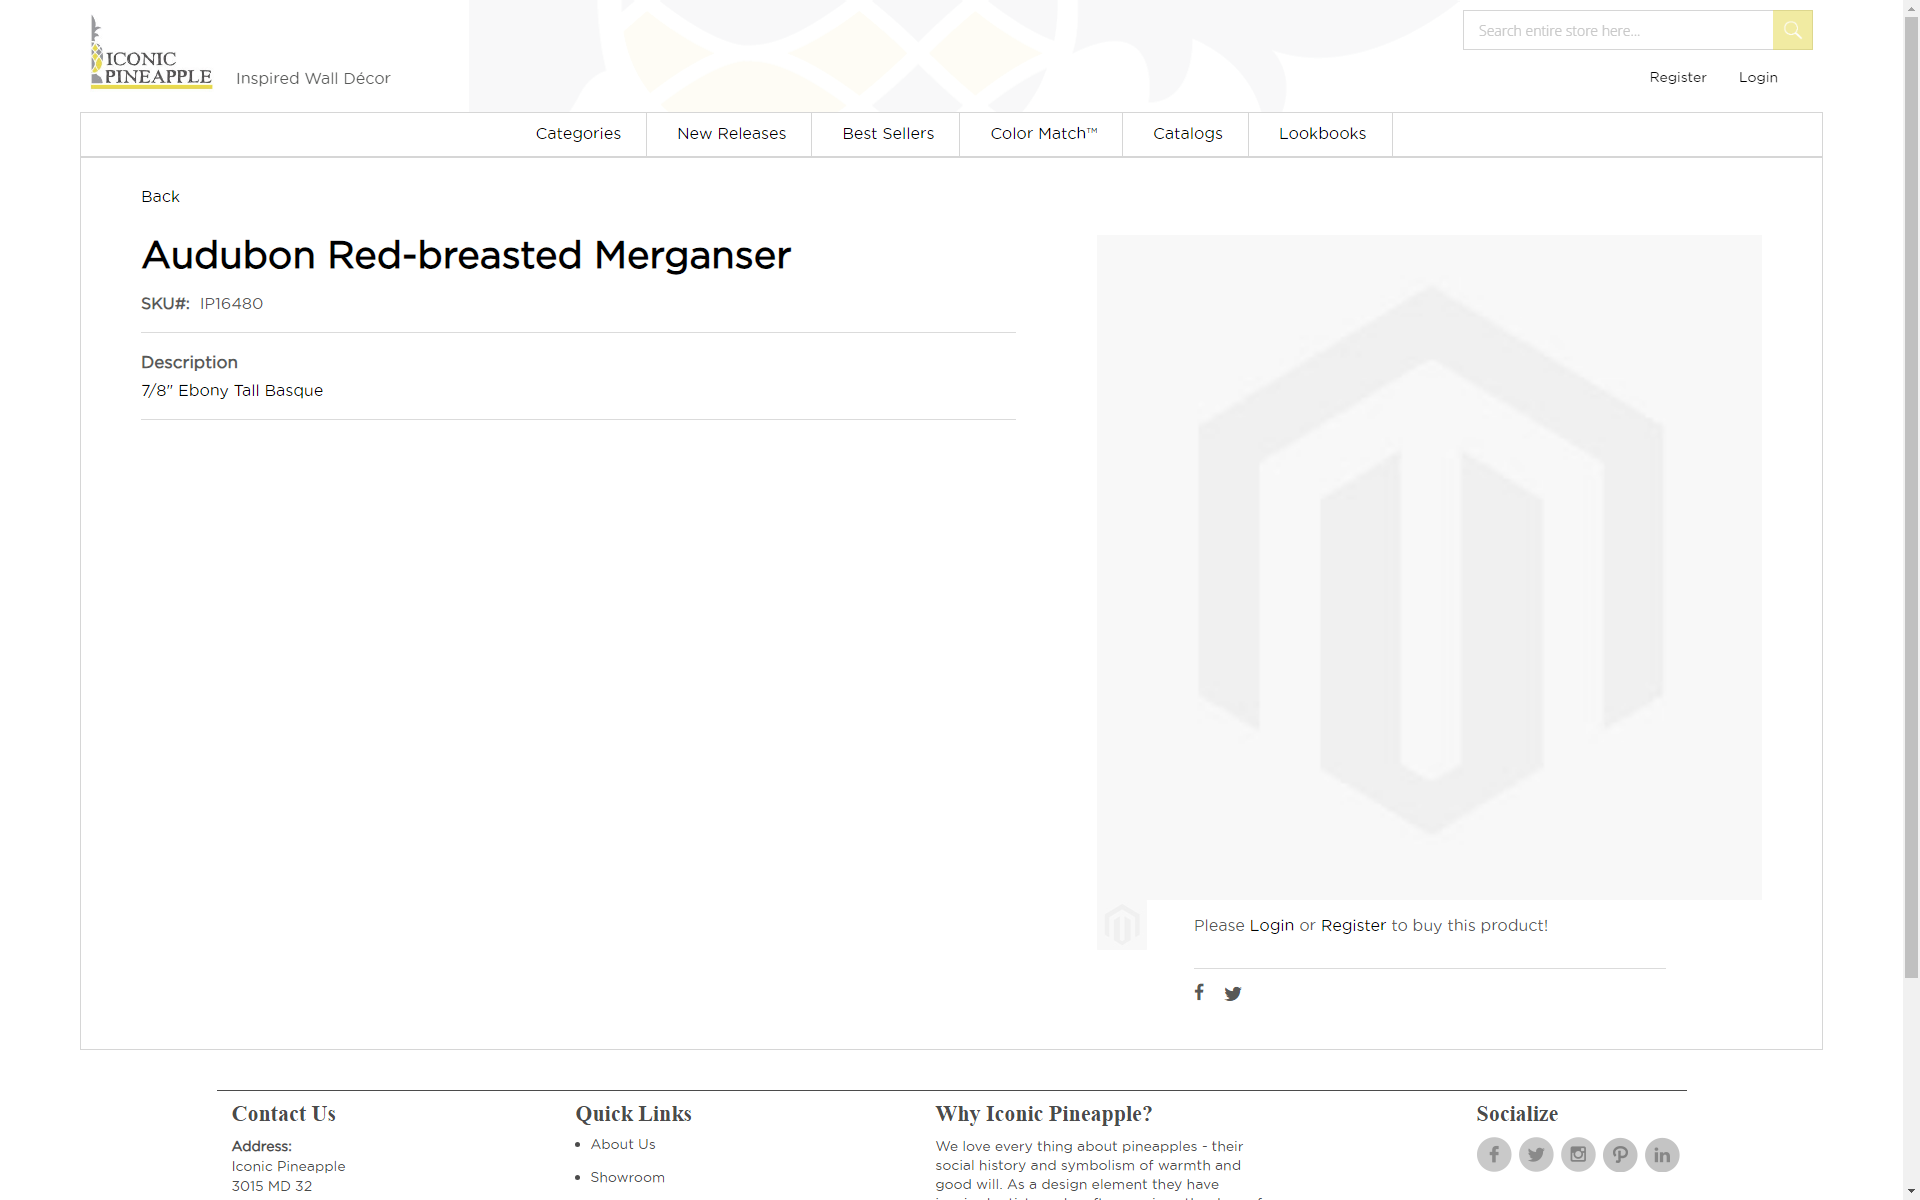 ICONIC
PINEAPPLE
Inspired Wall Décor
Search entire store here...
Register
Login
Categories
New Releases
Best Sellers
Color Match™
Catalogs
Lookbooks
Back
Audubon Red-breasted Merganser
SKU#: IP16480
Description
7/8" Ebony Tall Basque
Please Login or Register to buy this product!
Contact Us
Address:
Iconic Pineapple
3015 MD 32
Quick Links
About Us
Showroom
Why Iconic Pineapple?
We love every thing about pineapples - their
social history and symbolism of warmth and
good will. As a design element they have
Socialize